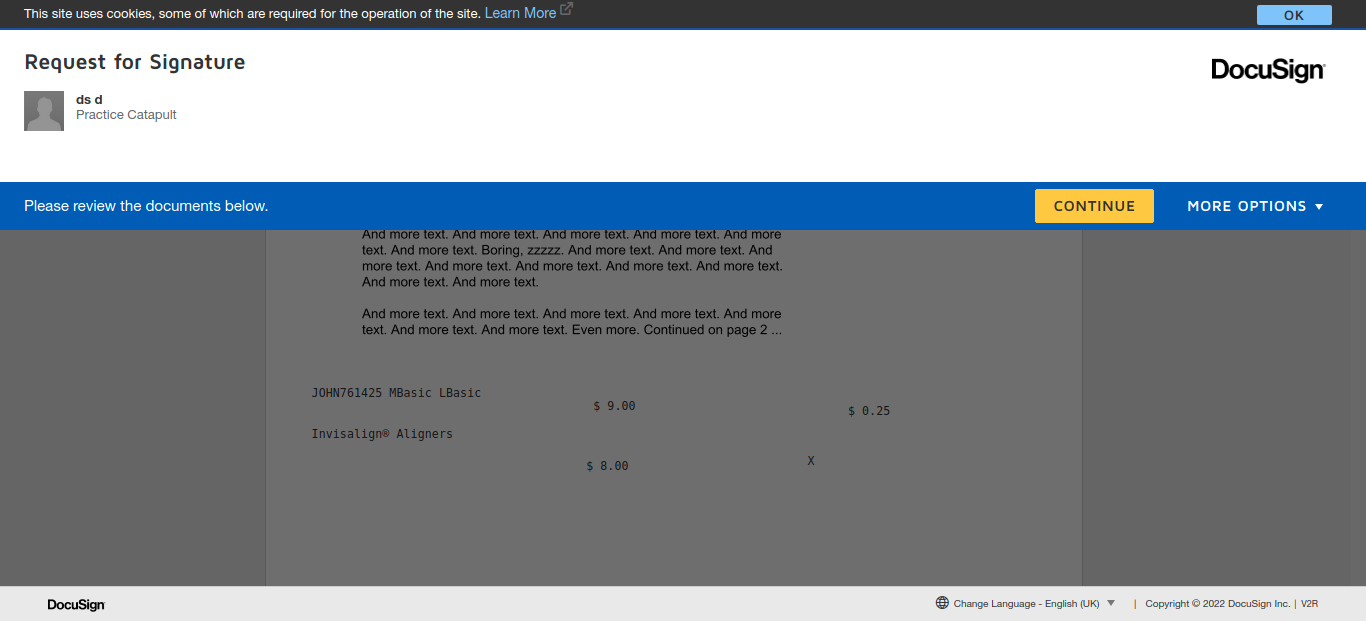 This site uses cookies, some of which are required for the operation of the site. Learn More
OK
Request for Signature
DocuSign
ds d
Practice Catapult
Please review the documents below.
CONTINUE
MORE OPTIONS
And more text. And more text. And more text. And more text. And more
text. And more text. Boring, zzzzz. And more text. And more text. And
more text. And more text. And more text. And more text. And more text.
And more text. And more text.
And more text. And more text. And more text. And more text. And more
text. And more text. And more text. Even more. Continued on page 2 ...
JOHN761425 MBasic LBasic
$ 9.00
$ 0.25
Invisalign® Aligners
$ 8.00
X
DocuSign
Change Language - English (UK) | Copyright © 2022 DocuSign Inc. | V2R